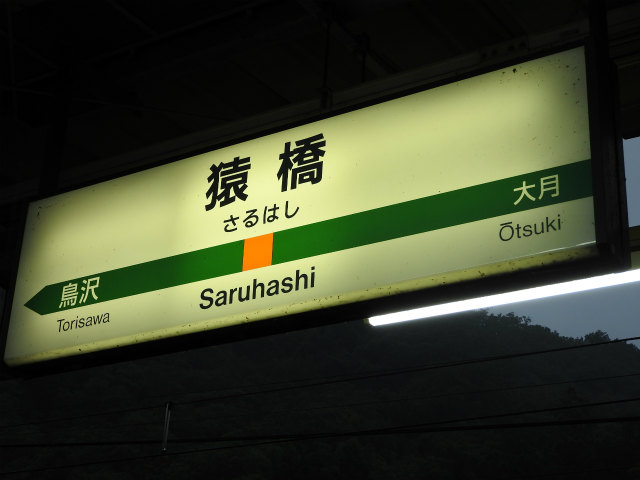 猿橋
さるはし
大月
Ōtsuki
鳥沢
Torisawa
Saruhashi